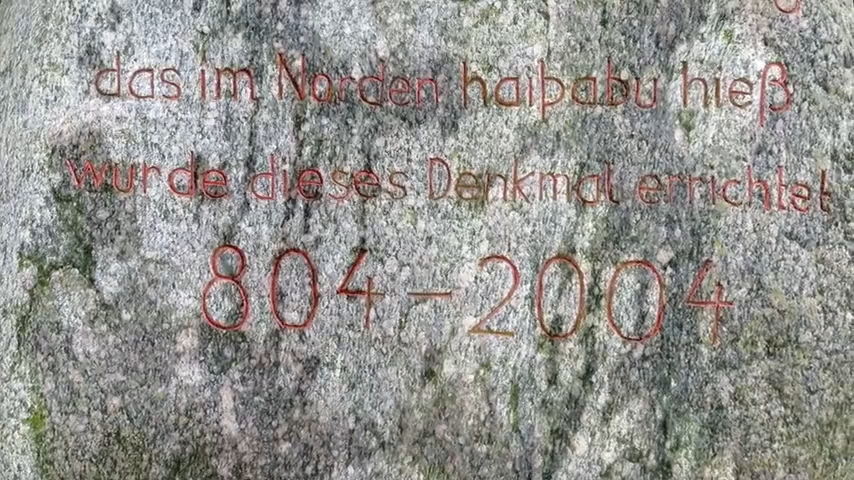 das im Norden haiþabu hieß
wurde dieses Denkmal errichtet
804-2004